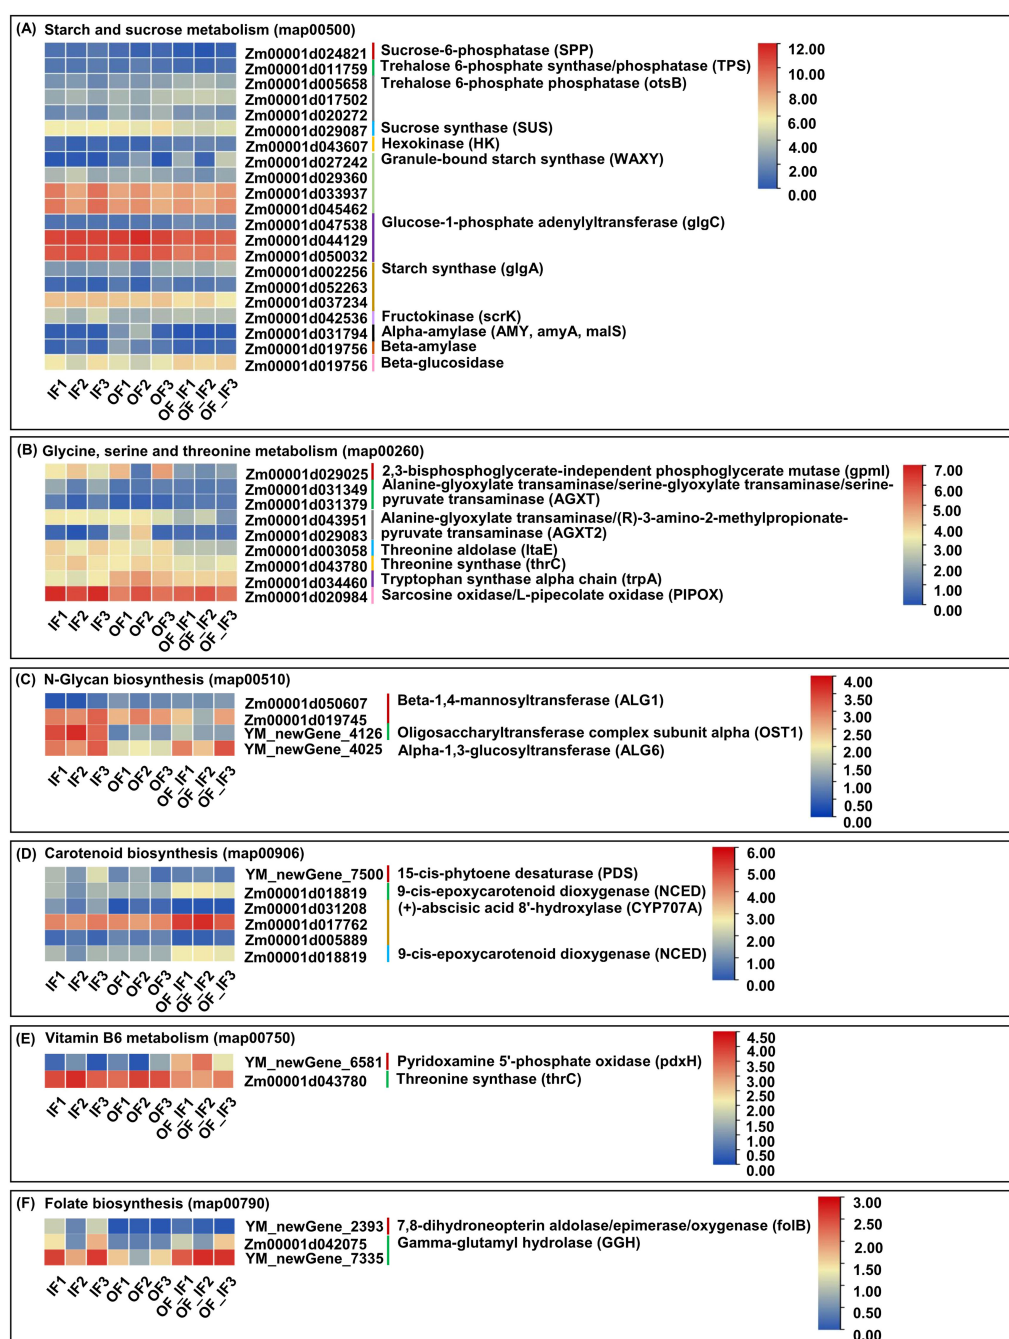 (A) Starch and sucrose metabolism (map00500)
Zm00001d024821 Sucrose-6-phosphatase (SPP)
Zm00001d011759 Trehalose 6-phosphate synthase/phosphatase (TPS)
Zm00001d005658 Trehalose 6-phosphate phosphatase (otsB)
Zm00001d017502
Zm00001d020272
Zm00001d029087 Sucrose synthase (SUS)
Zm00001d043607 Hexokinase (HK)
Zm00001d027242 Granule-bound starch synthase (WAXY)
Zm00001d029360
Zm00001d033937
Zm00001d045462
Zm00001d047538 Glucose-1-phosphate adenylyltransferase (glgC)
Zm00001d044129
Zm00001d050032
Zm00001d002256 Starch synthase (glgA)
Zm00001d052263
Zm00001d037234
Zm00001d042536 Fructokinase (scrK)
Zm00001d031794 Alpha-amylase (AMY, amyA, malS)
Zm00001d019756 Beta-amylase
Zm00001d019756 Beta-glucosidase
12.00
10.00
8.00
6.00
4.00
2.00
0.00
IF1 IF2 IF3 OF1 OF2 OF3 OF_IF1 OF_IF2 OF_IF3
(B) Glycine, serine and threonine metabolism (map00260)
Zm00001d029025 2,3-bisphosphoglycerate-independent phosphoglycerate mutase (gpmI)
Zm00001d031349 Alanine-glyoxylate transaminase/serine-glyoxylate transaminase/serine-
Zm00001d031379 pyruvate transaminase (AGXT)
Zm00001d043951 Alanine-glyoxylate transaminase/(R)-3-amino-2-methylpropionate-
Zm00001d029083 pyruvate transaminase (AGXT2)
Zm00001d003058 Threonine aldolase (ltaE)
Zm00001d043780 Threonine synthase (thrC)
Zm00001d034460 Tryptophan synthase alpha chain (trpA)
Zm00001d020984 Sarcosine oxidase/L-pipecolate oxidase (PIPOX)
7.00
6.00
5.00
4.00
3.00
2.00
1.00
0.00
IF1 IF2 IF3 OF1 OF2 OF3 OF_IF1 OF_IF2 OF_IF3
(C) N-Glycan biosynthesis (map00510)
Zm00001d050607 Beta-1,4-mannosyltransferase (ALG1)
Zm00001d019745
YM_newGene_4126 Oligosaccharyltransferase complex subunit alpha (OST1)
YM_newGene_4025 Alpha-1,3-glucosyltransferase (ALG6)
4.00
3.50
3.00
2.50
2.00
1.50
1.00
0.50
0.00
IF1 IF2 IF3 OF1 OF2 OF3 OF_IF1 OF_IF2 OF_IF3
(D) Carotenoid biosynthesis (map00906)
YM_newGene_7500 15-cis-phytoene desaturase (PDS)
Zm00001d018819 9-cis-epoxycarotenoid dioxygenase (NCED)
Zm00001d031208 (+)-abscisic acid 8'-hydroxylase (CYP707A)
Zm00001d017762
Zm00001d005889
Zm00001d018819 9-cis-epoxycarotenoid dioxygenase (NCED)
6.00
5.00
4.00
3.00
2.00
1.00
0.00
IF1 IF2 IF3 OF1 OF2 OF3 OF_IF1 OF_IF2 OF_IF3
(E) Vitamin B6 metabolism (map00750)
YM_newGene_6581 Pyridoxamine 5'-phosphate oxidase (pdxH)
Zm00001d043780 Threonine synthase (thrC)
4.50
4.00
3.50
3.00
2.50
2.00
1.50
1.00
0.50
0.00
IF1 IF2 IF3 OF1 OF2 OF3 OF_IF1 OF_IF2 OF_IF3
(F) Folate biosynthesis (map00790)
YM_newGene_2393 7,8-dihydroneopterin aldolase/epimerase/oxygenase (folB)
Zm00001d042075 Gamma-glutamyl hydrolase (GGH)
YM_newGene_7335
3.00
2.50
2.00
1.50
1.00
0.50
0.00
IF1 IF2 IF3 OF1 OF2 OF3 OF_IF1 OF_IF2 OF_IF3